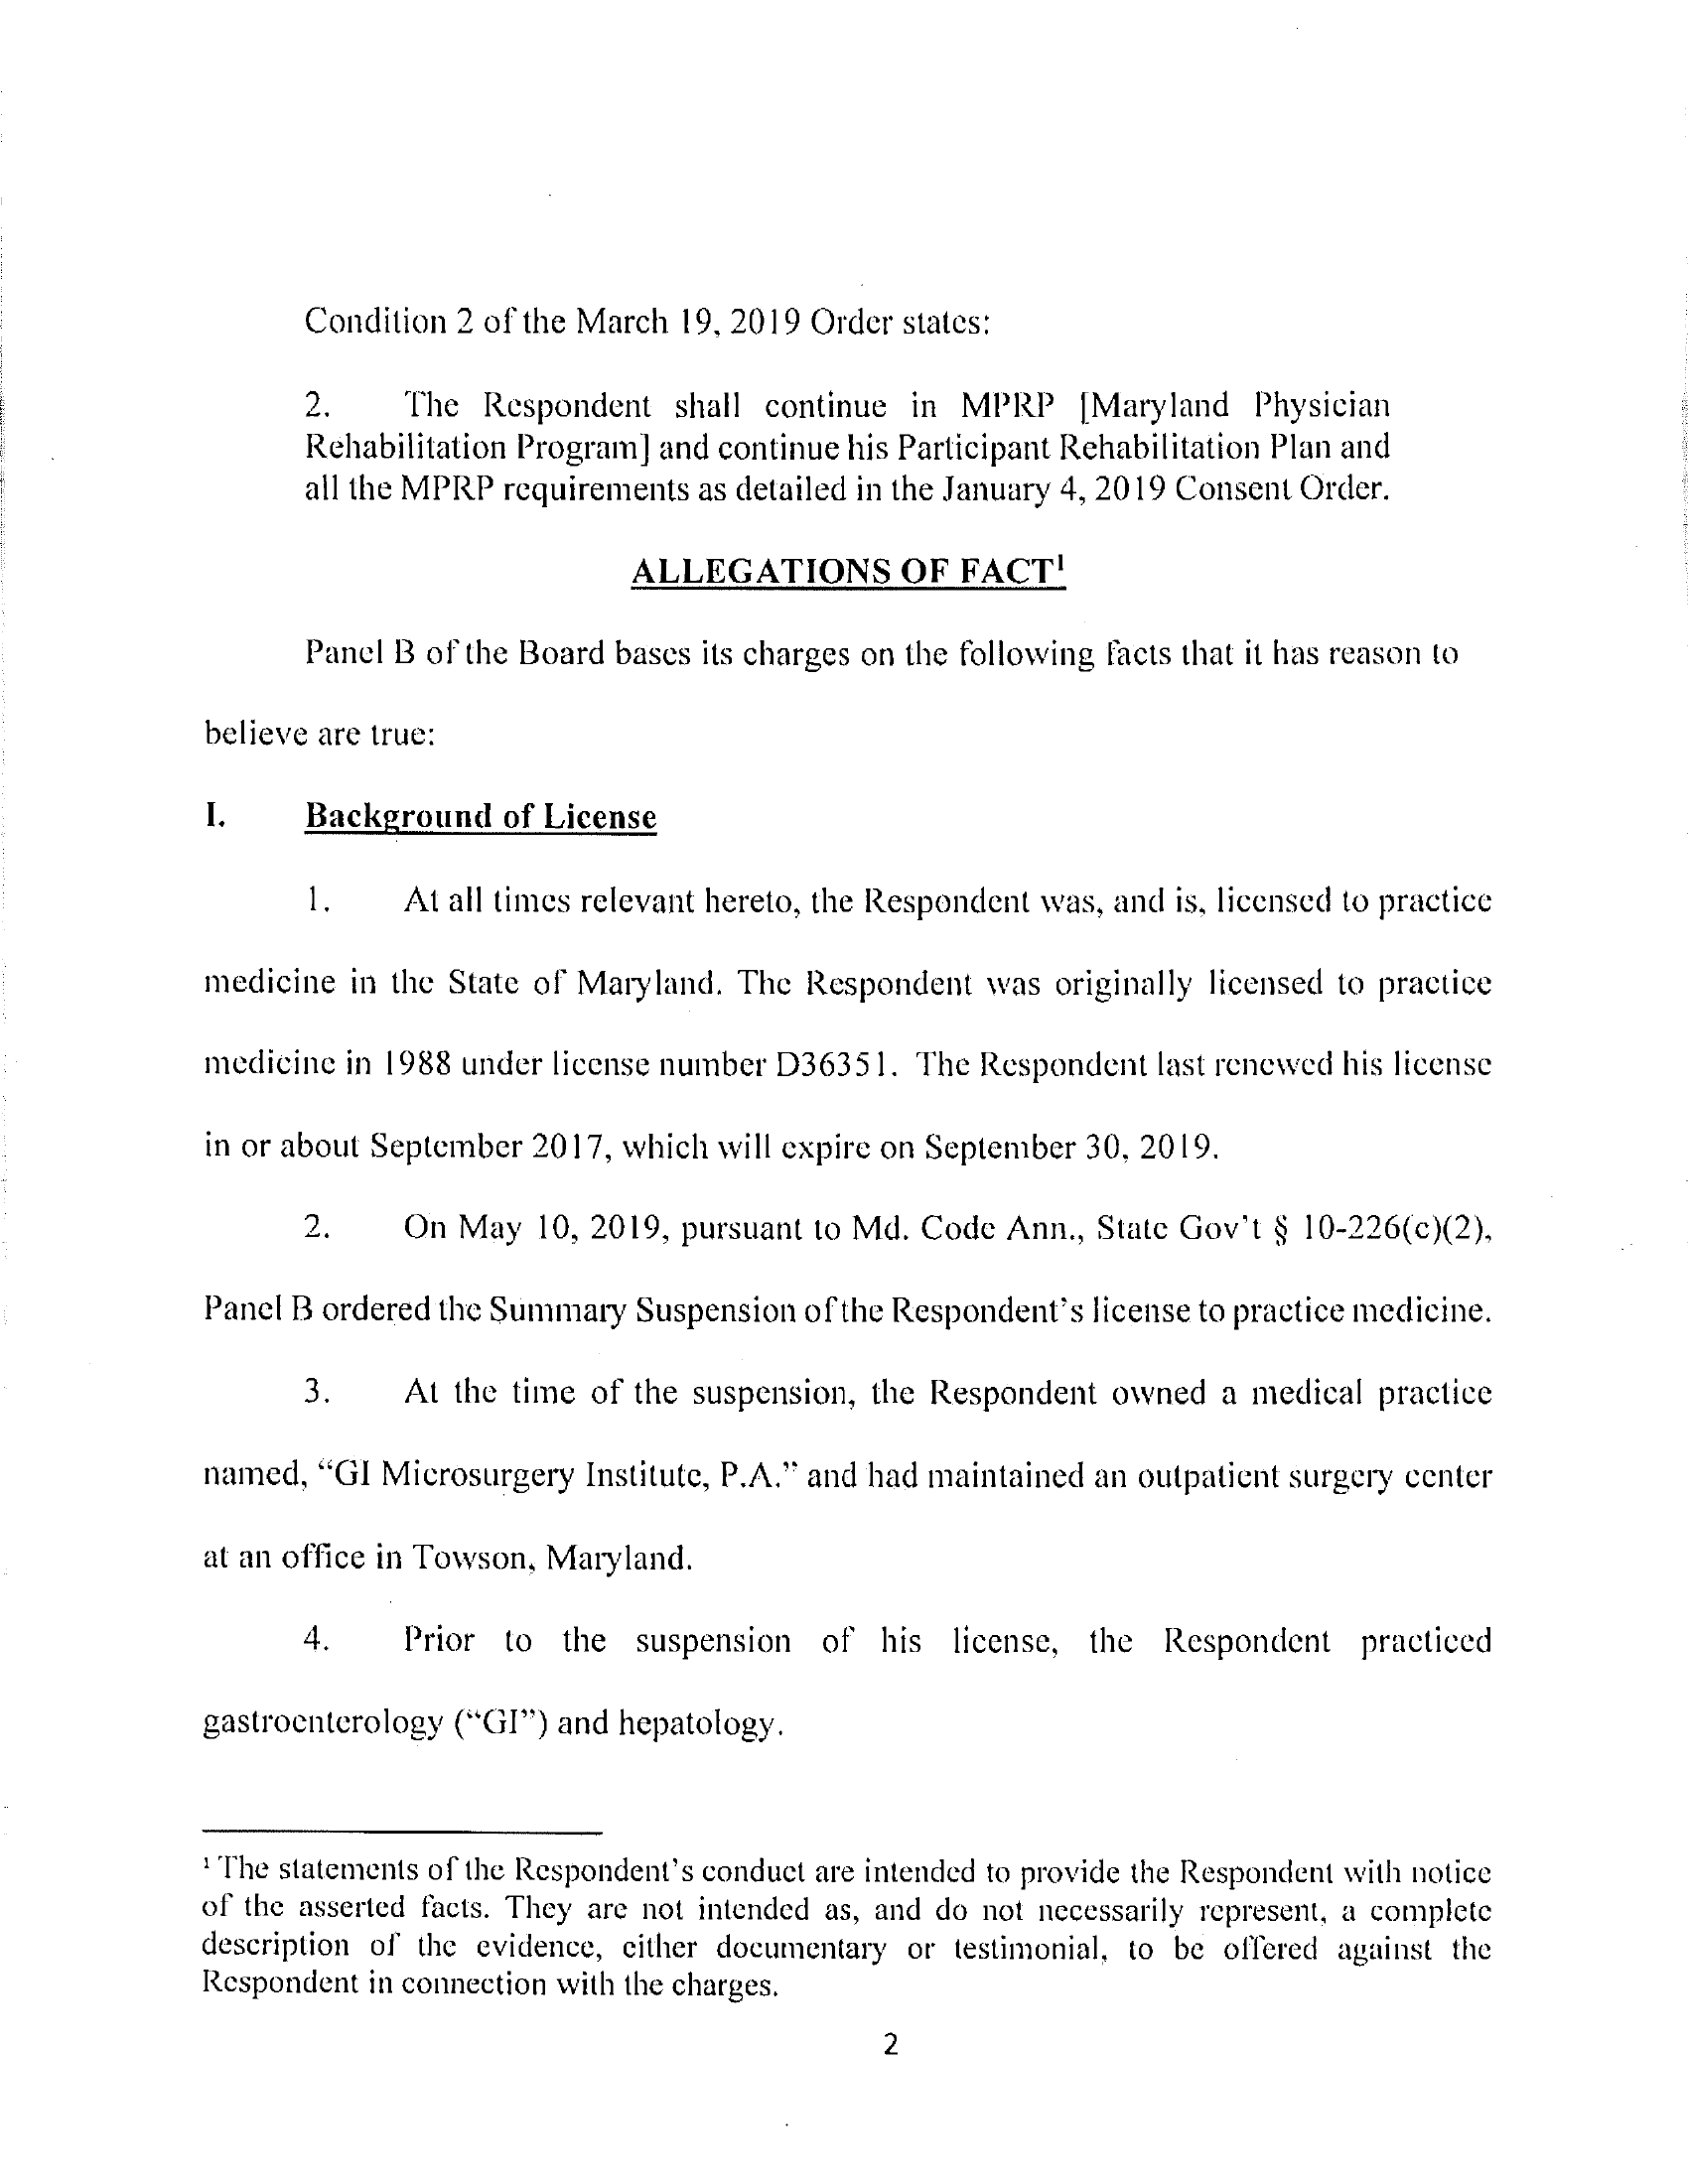 Condition 2 of the March 19, 2019 Order states:
2. The Respondent shall continue in MPRP [Maryland Physician
Rehabilitation Program] and continue his Participant Rehabilitation Plan and
all the MPRP requirements as detailed in the January 4, 2019 Consent Order.
ALLEGATIONS OF FACT¹
Panel B of the Board bases its charges on the following facts that it has reason to
believe are true:
I. Background of License
1. At all times relevant hereto, the Respondent was, and is, licensed to practice
medicine in the State of Maryland. The Respondent was originally licensed to practice
medicine in 1988 under license number D36351. The Respondent last renewed his license
in or about September 2017, which will expire on September 30, 2019.
2. On May 10, 2019, pursuant to Md. Code Ann., State Gov't § 10-226(c)(2),
Panel B ordered the Summary Suspension of the Respondent's license to practice medicine.
3. At the time of the suspension, the Respondent owned a medical practice
named, “GI Microsurgery Institute, P.A.” and had maintained an outpatient surgery center
at an office in Towson, Maryland.
4. Prior to the suspension of his license, the Respondent practiced
gastroenterology (“GI”) and hepatology.
¹ The statements of the Respondent's conduct are intended to provide the Respondent with notice
of the asserted facts. They are not intended as, and do not necessarily represent, a complete
description of the evidence, either documentary or testimonial, to be offered against the
Respondent in connection with the charges.
2